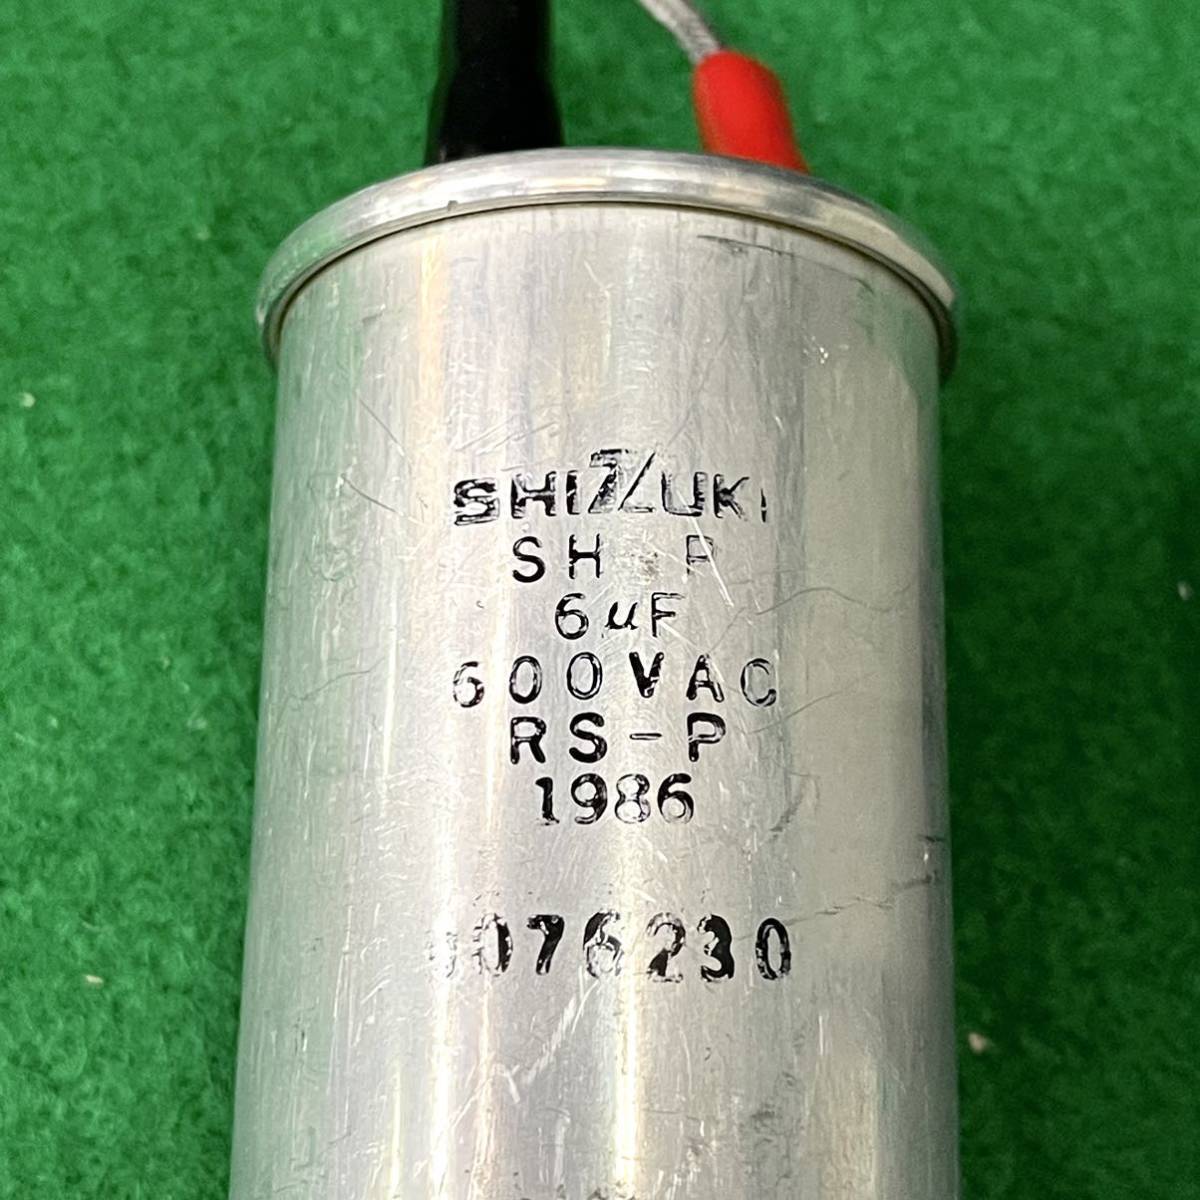 SHIZUKI
SH P
6μF
600VAC
RS-P
1986
076230